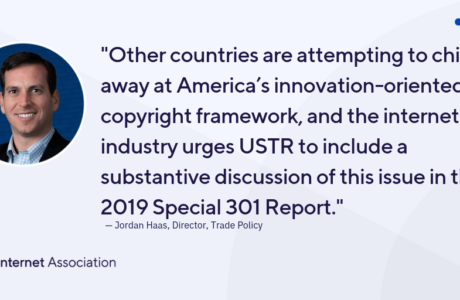 "Other countries are attempting to chi
away at America's innovation-oriented
copyright framework, and the internet
industry urges USTR to include a
substantive discussion of this issue in t
2019 Special 301 Report."
— Jordan Haas, Director, Trade Policy
Internet Association